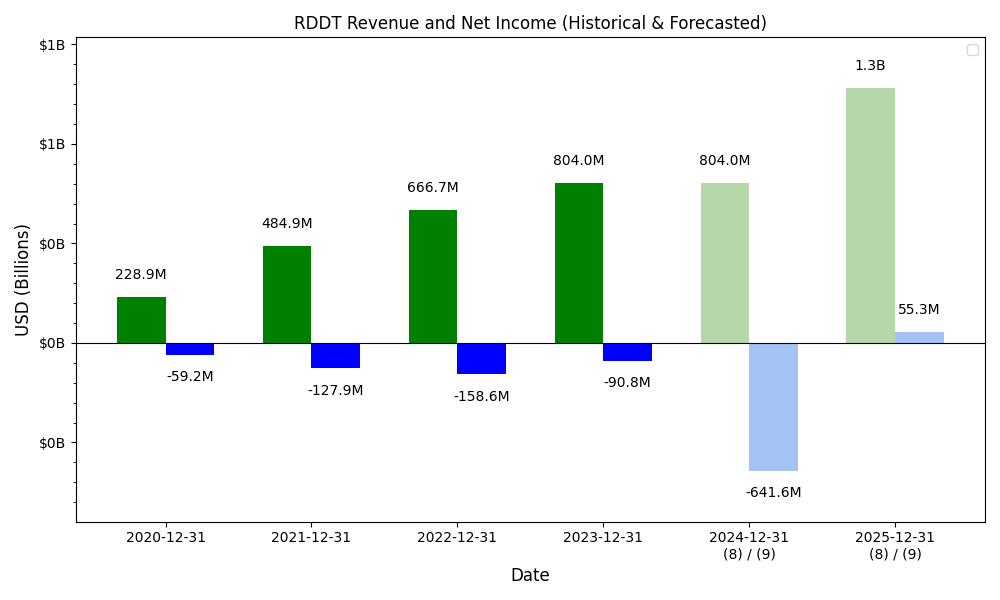 RDDT Revenue and Net Income (Historical & Forecasted)
$1B
1.3B
$1B
804.0M
804.0M
666.7M
$0B
484.9M
228.9M
55.3M
$0B
-59.2M
-127.9M
-158.6M
-90.8M
$0B
-641.6M
USD (Billions)
2020-12-31
2021-12-31
2022-12-31
2023-12-31
2024-12-31
(8) / (9)
2025-12-31
(8) / (9)
Date